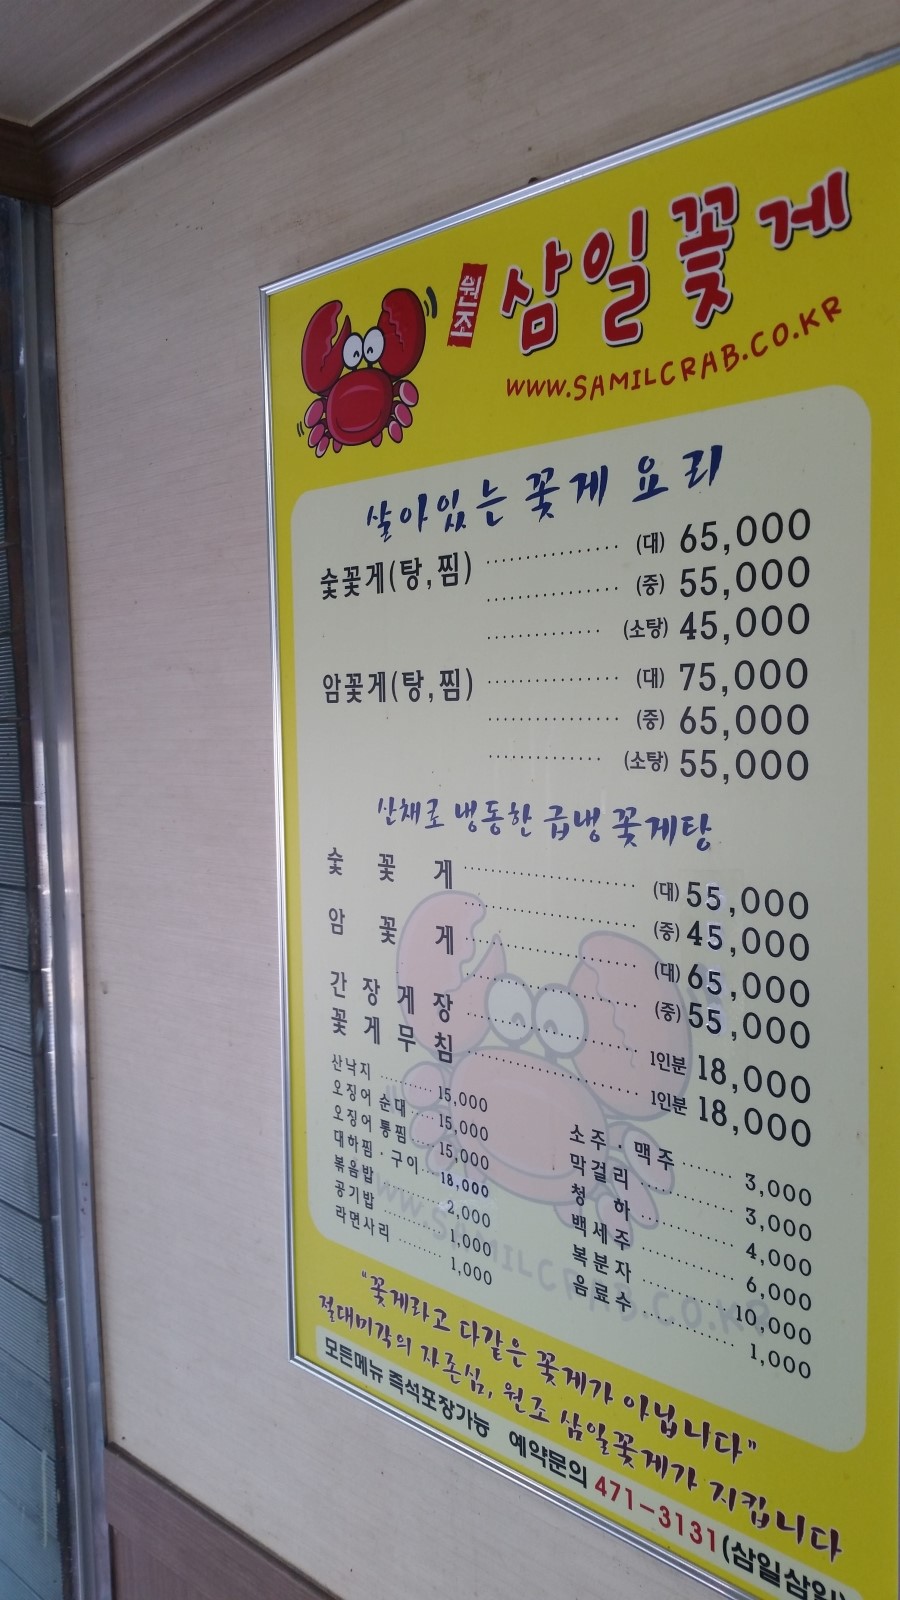 원조 삼일꽃게
WWW.SAMILCRAB.CO.KR
살아있는 꽃게 요리
숫꽃게(탕,찜) ················ (대) 65,000
················ (중) 55,000
·············· (소탕) 45,000
암꽃게(탕,찜) ················ (대) 75,000
················ (중) 65,000
·············· (소탕) 55,000
산채로 냉동한 급냉 꽃게탕
숫 꽃 게 ···················· (대) 55,000
···················· (중) 45,000
암 꽃 게 ···················· (대) 65,000
···················· (중) 55,000
간장게장 ···················· 1인분 18,000
꽃게무침 ···················· 1인분 18,000
산낙지 ········· 15,000
오징어 순대 ···· 15,000
오징어 통찜 ···· 15,000
대하찜·구이 ··· 18,000
볶음밥 ········· 2,000
공기밥 ········· 1,000
라면사리 ········ 1,000
소주·맥주 ······· 3,000
막걸리 ············ 3,000
청 하 ············ 4,000
백세주 ············ 6,000
복분자 ············ 10,000
음료수 ············ 1,000
WWW.SAMILCRAB.CO.KR
"꽃게라고 다같은 꽃게가 아닙니다"
절대미각의 자존심, 원조 삼일꽃게가 지킵니다
모든메뉴 즉석포장가능 예약문의 471-3131(삼일삼일)